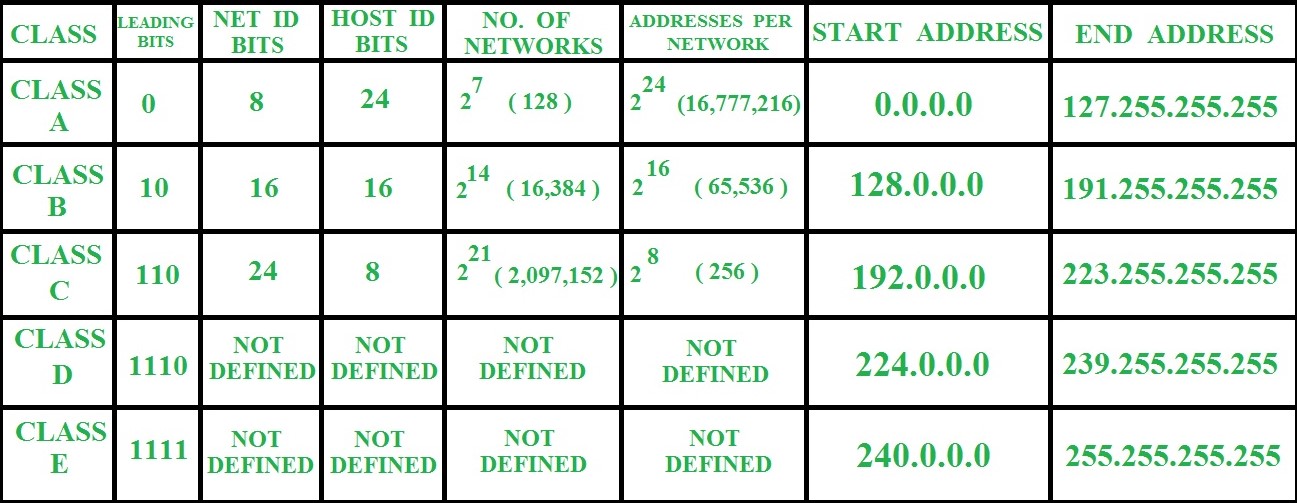 CLASS LEADING BITS NET ID BITS HOST ID BITS NO. OF NETWORKS ADDRESSES PER NETWORK START ADDRESS END ADDRESS
CLASS A 0 8 24 2^7 ( 128 ) 2^24 (16,777,216) 0.0.0.0 127.255.255.255
CLASS B 10 16 16 2^14 ( 16,384 ) 2^16 ( 65,536 ) 128.0.0.0 191.255.255.255
CLASS C 110 24 8 2^21 ( 2,097,152 ) 2^8 ( 256 ) 192.0.0.0 223.255.255.255
CLASS D 1110 NOT DEFINED NOT DEFINED NOT DEFINED NOT DEFINED 224.0.0.0 239.255.255.255
CLASS E 1111 NOT DEFINED NOT DEFINED NOT DEFINED NOT DEFINED 240.0.0.0 255.255.255.255